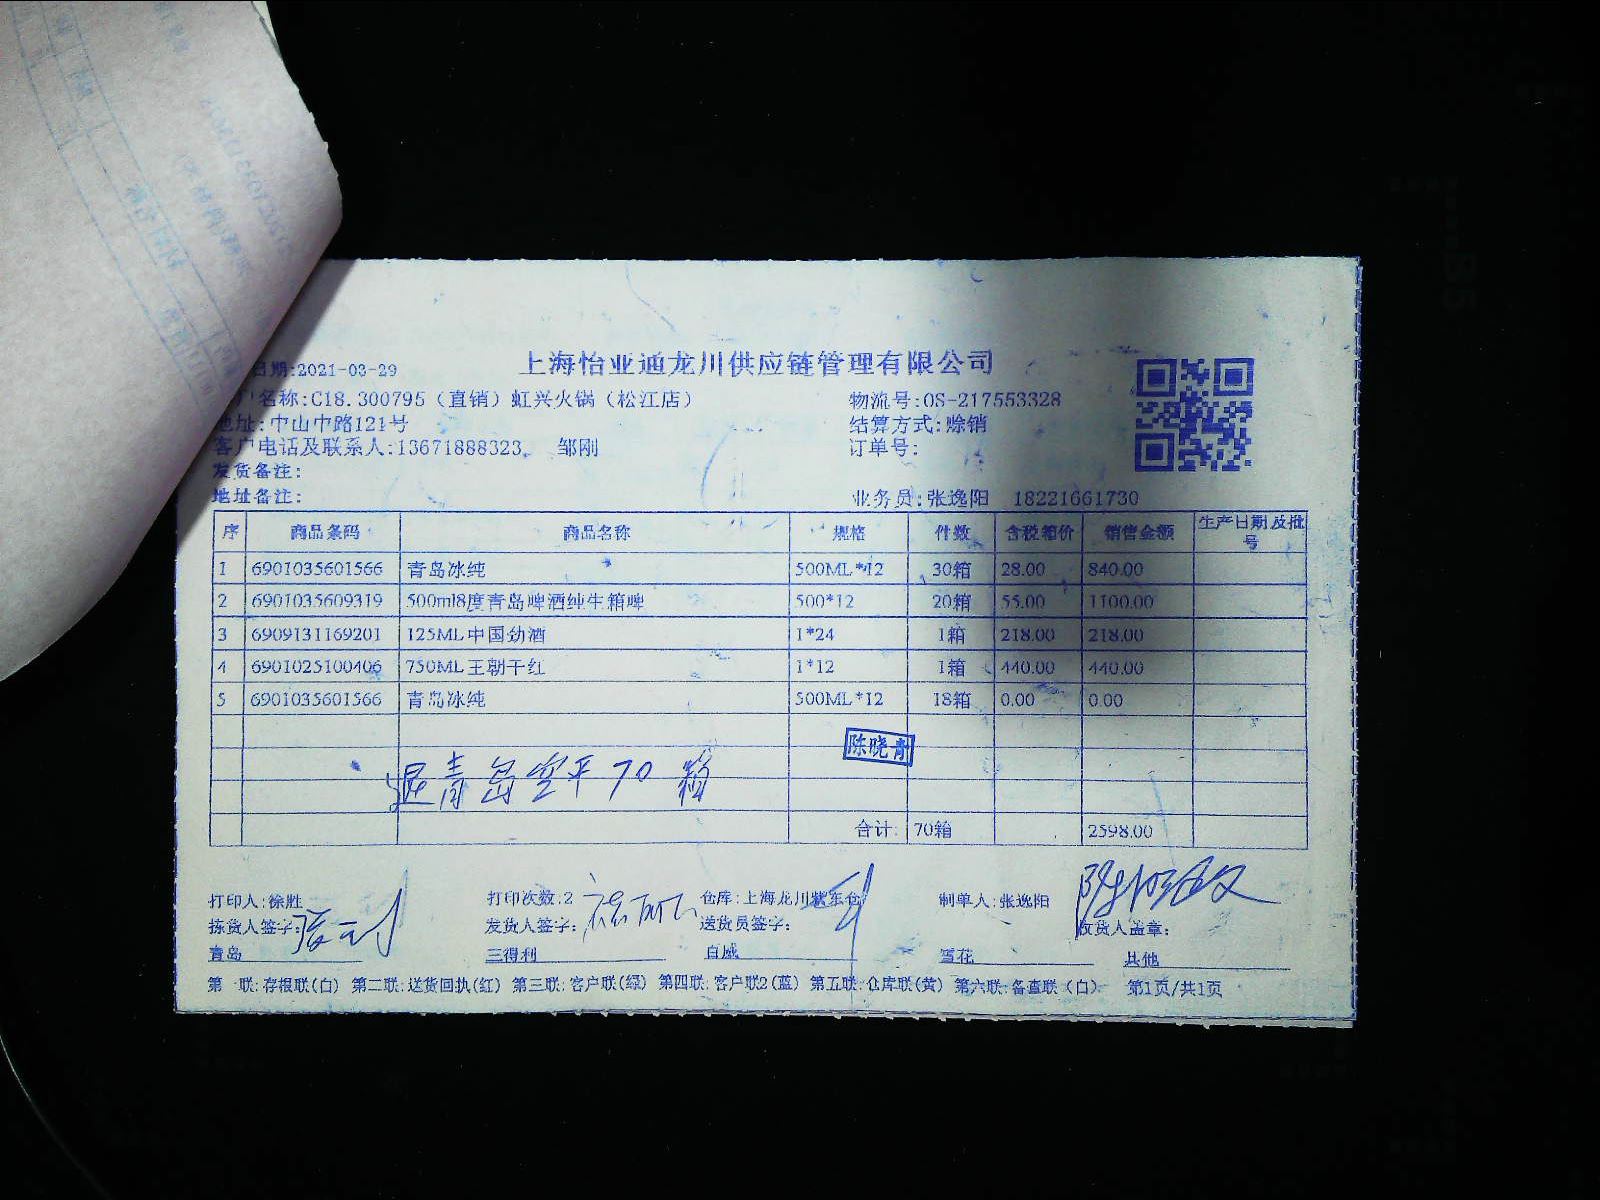 上海怡亚通龙川供应链管理有限公司
日期:2021-03-29
名称:C18.300795（直销）虹兴火锅（松江店） 物流号:OS-217553328
地址:中山中路121号 结算方式:赊销
客户电话及联系人:13671888323、 邹刚 订单号:
发货备注:
地址备注: 业务员:张逸阳 18221661730
序 商品条码 商品名称 规格 件数 含税箱价 销售金额 生产日期及批号
1 6901035601566 青岛冰纯 500ML*12 30箱 28.00 840.00
2 6901035609319 500ml8度青岛啤酒纯生箱啤 500*12 20箱 55.00 1100.00
3 6909131169201 125ML中国劲酒 1*24 1箱 218.00 218.00
4 6901025100406 750ML王朝干红 1*12 1箱 440.00 440.00
5 6901035601566 青岛冰纯 500ML*12 18箱 0.00 0.00
陈晓青
退青岛空平70箱
合计: 70箱 2598.00
打印人:徐胜 打印次数:2 仓库:上海龙川紫东仓 制单人:张逸阳
拣货人签字: 发货人签字: 送货员签字: 收货人盖章:
青岛 三得利 百威 雪花 其他
第一联:存根联(白) 第二联:送货回执(红) 第三联:客户联(绿) 第四联:客户联2(蓝) 第五联:仓库联(黄) 第六联:备查联(白) 第1页/共1页